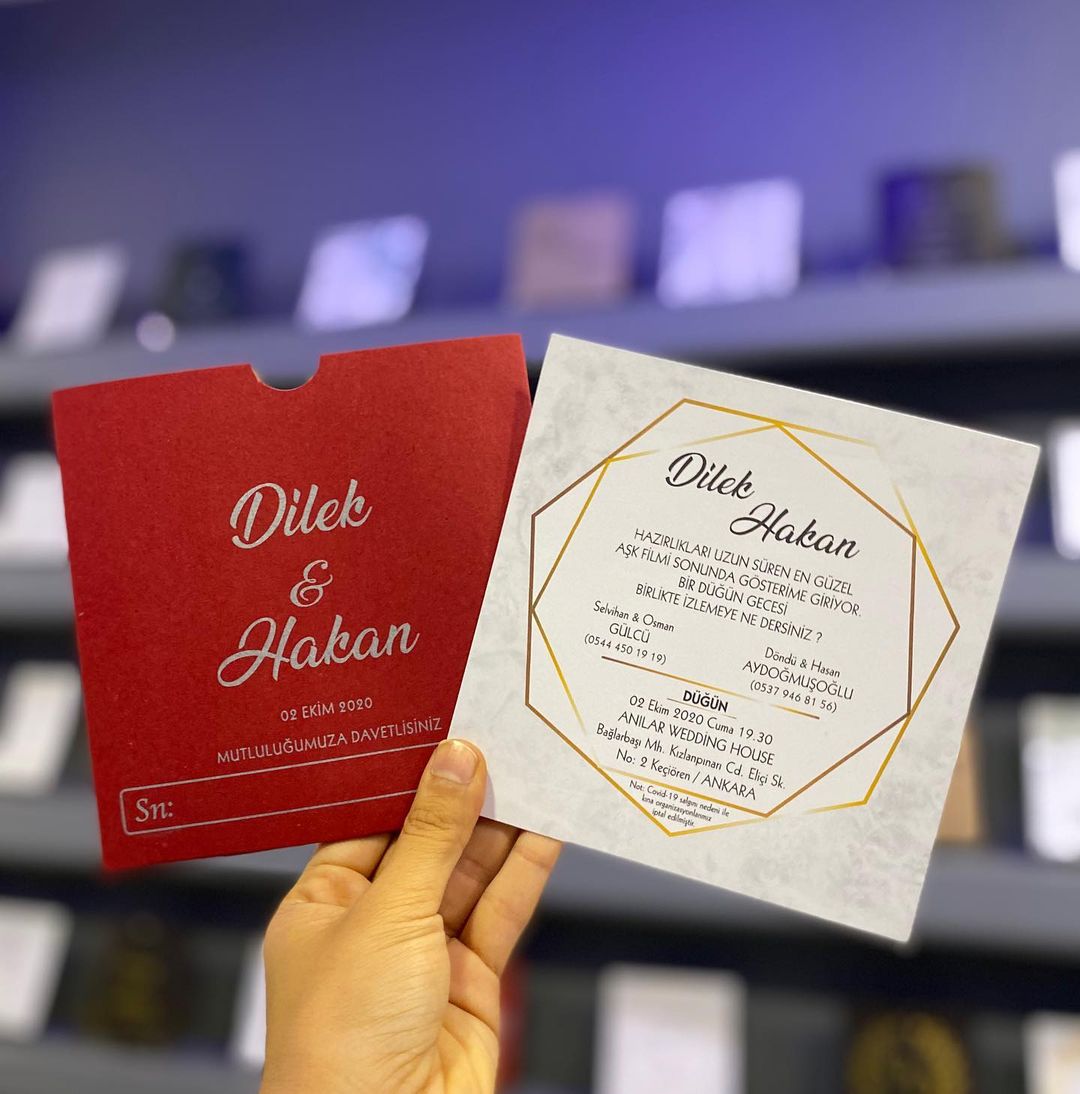 Dilek
&
Hakan
02 EKİM 2020
MUTLULUĞUMUZA DAVETLİSİNİZ
Sn:
Dilek
Hakan
HAZIRLIKLARI UZUN SÜREN EN GÜZEL
AŞK FİLMİ SONUNDA GÖSTERİME GİRİYOR.
BİR DÜĞÜN GECESİ
BİRLİKTE İZLEMEYE NE DERSİNİZ ?
Selvihan & Osman
GÜLCÜ
(0544 450 19 19)
Döndü & Hasan
AYDOĞMUŞOĞLU
(0537 946 81 56)
DÜĞÜN
02 Ekim 2020 Cuma 19.30
ANILAR WEDDING HOUSE
Bağlarbaşı Mh. Kızlarpınarı Cd. Eliçi Sk.
No: 2 Keçiören / ANKARA
Not: Covid-19 salgını nedeni ile
kına organizasyonlarımız
iptal edilmiştir.